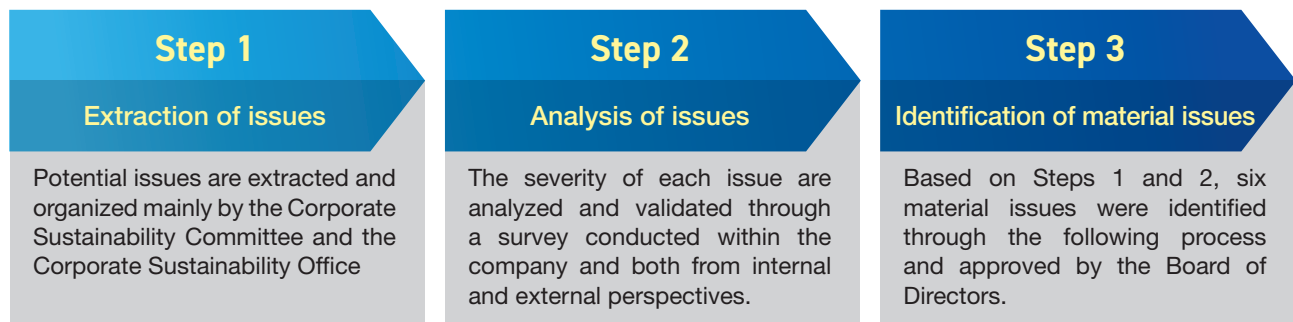 Step 1
Extraction of issues
Potential issues are extracted and
organized mainly by the Corporate
Sustainability Committee and the
Corporate Sustainability Office
Step 2
Analysis of issues
The severity of each issue are
analyzed and validated through
a survey conducted within the
company and both from internal
and external perspectives.
Step 3
Identification of material issues
Based on Steps 1 and 2, six
material issues were identified
through the following process
and approved by the Board of
Directors.